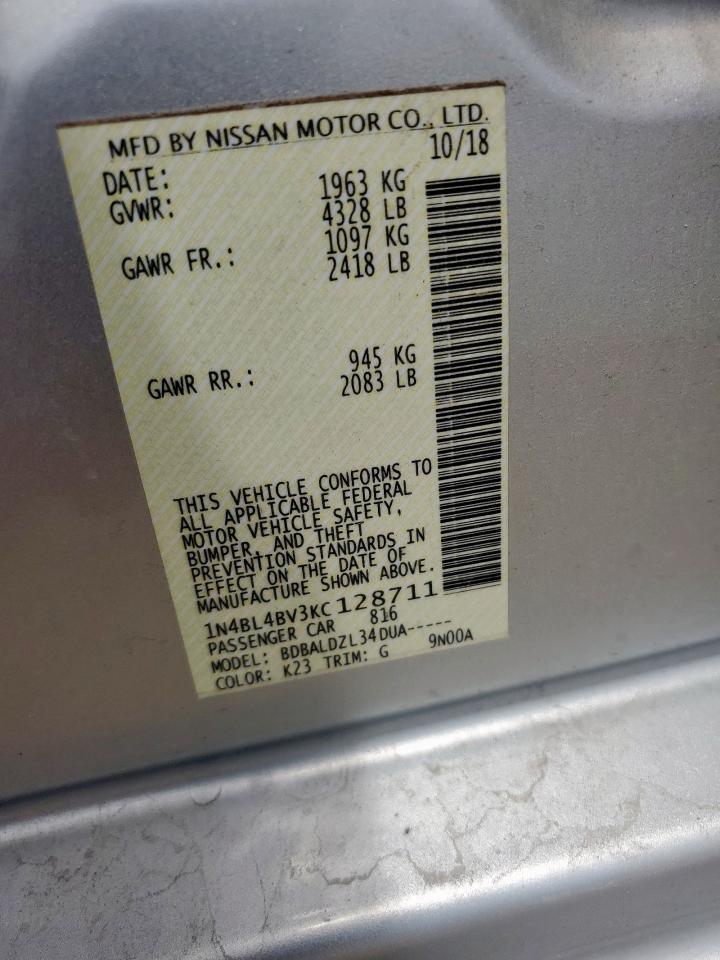 MFD BY NISSAN MOTOR CO., LTD.
DATE: 10/18
GVWR: 1963 KG
4328 LB
GAWR FR.: 1097 KG
2418 LB
GAWR RR.: 945 KG
2083 LB
THIS VEHICLE CONFORMS TO
ALL APPLICABLE FEDERAL
MOTOR VEHICLE SAFETY,
BUMPER, AND THEFT
PREVENTION STANDARDS IN
EFFECT ON THE DATE OF
MANUFACTURE SHOWN ABOVE.
1N4BL4BV3KC128711
PASSENGER CAR 816
MODEL: BDBALDZL34DUA-----
COLOR: K23 TRIM: G 9N00A